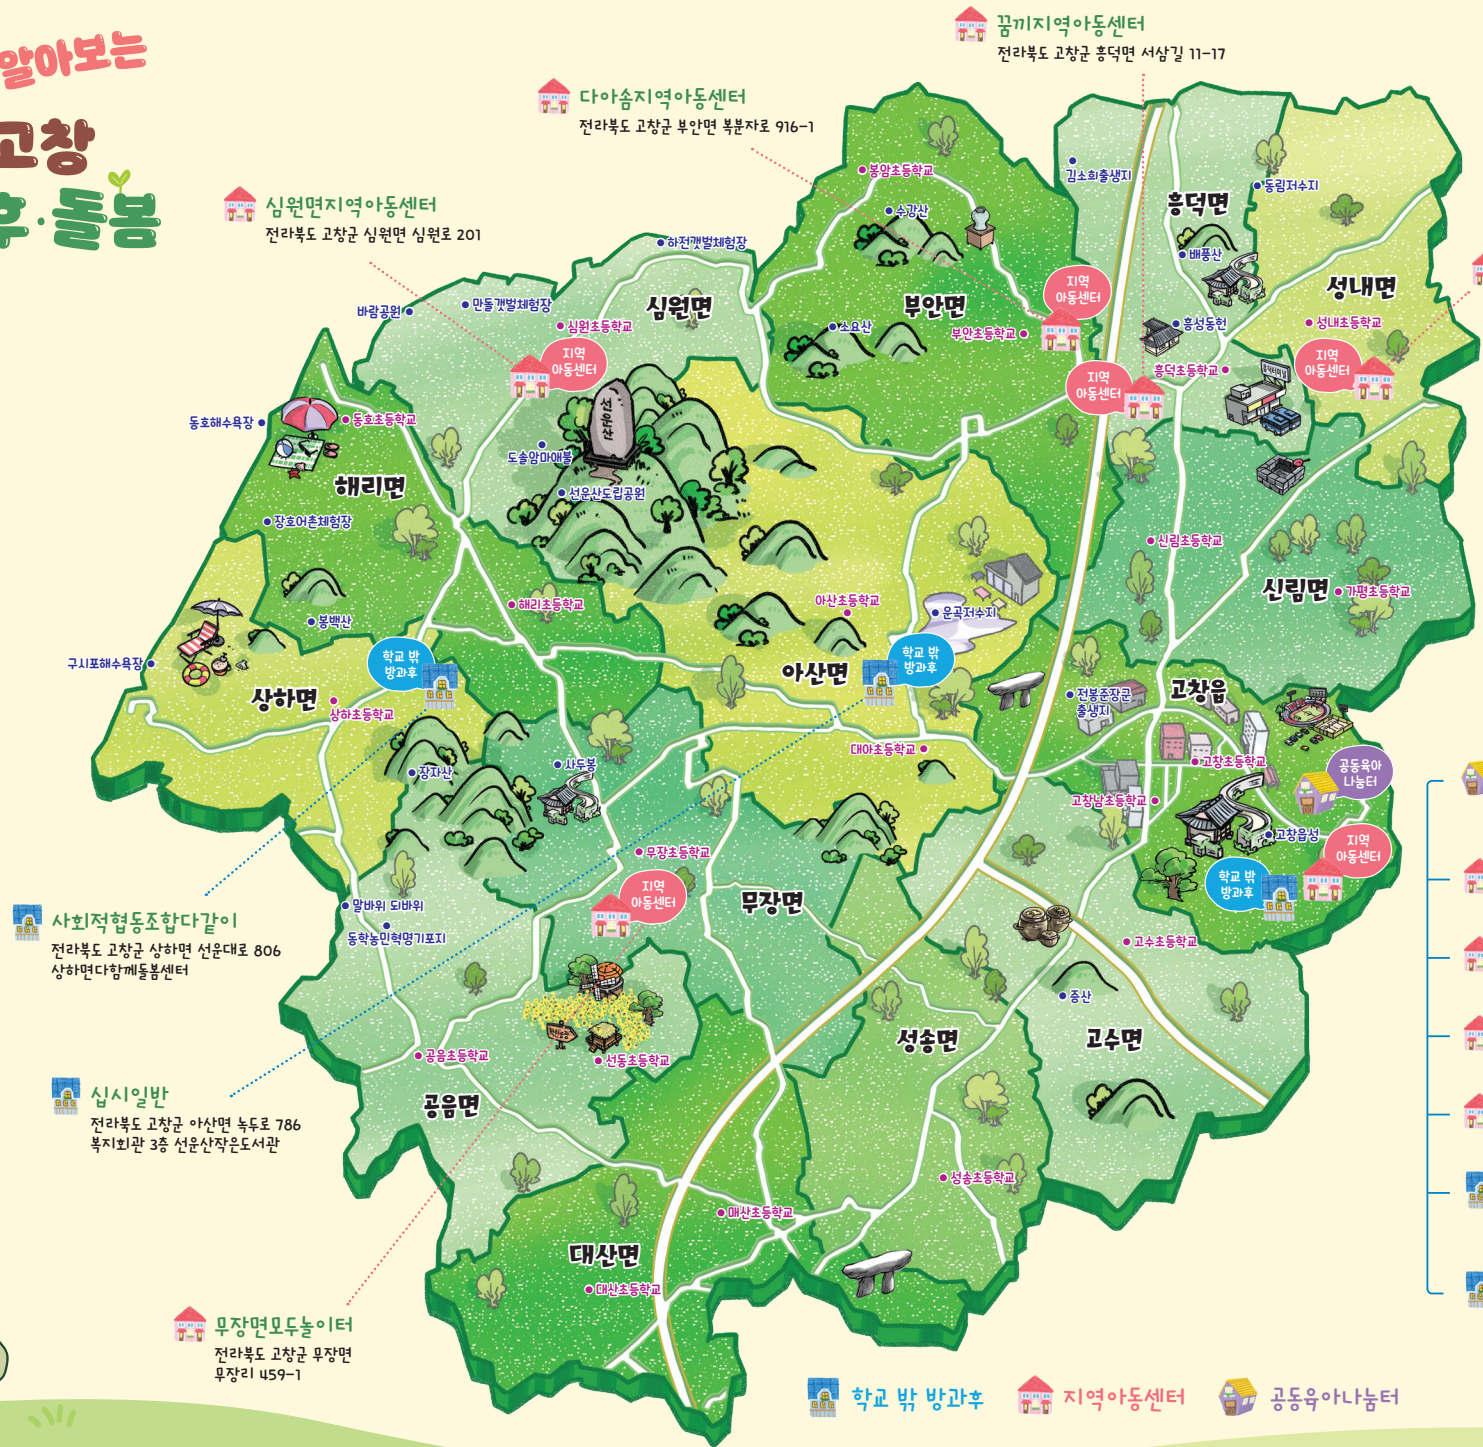 알아보는
고창
후·돌봄
꿈끼지역아동센터
전라북도 고창군 흥덕면 서삼길 11-17
다아솜지역아동센터
전라북도 고창군 부안면 복분자로 916-1
심원면지역아동센터
전라북도 고창군 심원면 심원로 201
봉암초등학교
김소희출생지
동림저수지
흥덕면
수강산
배풍산
하전갯벌체험장
만돌갯벌체험장
바람공원
심원면
심원초등학교
지역
아동센터
부안면
소요산
부안초등학교
지역
아동센터
성내면
성내초등학교
흥성동헌
흥덕초등학교
흥덕터미널
지역
아동센터
지역
아동센터
동호해수욕장
동호초등학교
선운산
도솔암마애불
선운산도립공원
해리면
장호어촌체험장
신림초등학교
신림면
가평초등학교
해리초등학교
아산초등학교
운곡저수지
봉백산
구시포해수욕장
학교 밖
방과후
학교 밖
방과후
아산면
상하면
상하초등학교
전봉준장군
출생지
고창읍
대아초등학교
장자산
사두봉
고창초등학교
공동육아
나눔터
고창남초등학교
고창읍성
지역
아동센터
학교 밖
방과후
무장초등학교
지역
아동센터
무장면
말바위 되바위
동학농민혁명기포지
고수초등학교
증산
사회적협동조합다같이
전라북도 고창군 상하면 선운대로 806
상하면다함께돌봄센터
성송면
고수면
공음초등학교
선동초등학교
공음면
십시일반
전라북도 고창군 아산면 녹두로 786
복지회관 3층 선운산작은도서관
성송초등학교
매산초등학교
대산면
대산초등학교
무장면모두놀이터
전라북도 고창군 무장면
무장리 459-1
학교 밖 방과후
지역아동센터
공동육아나눔터